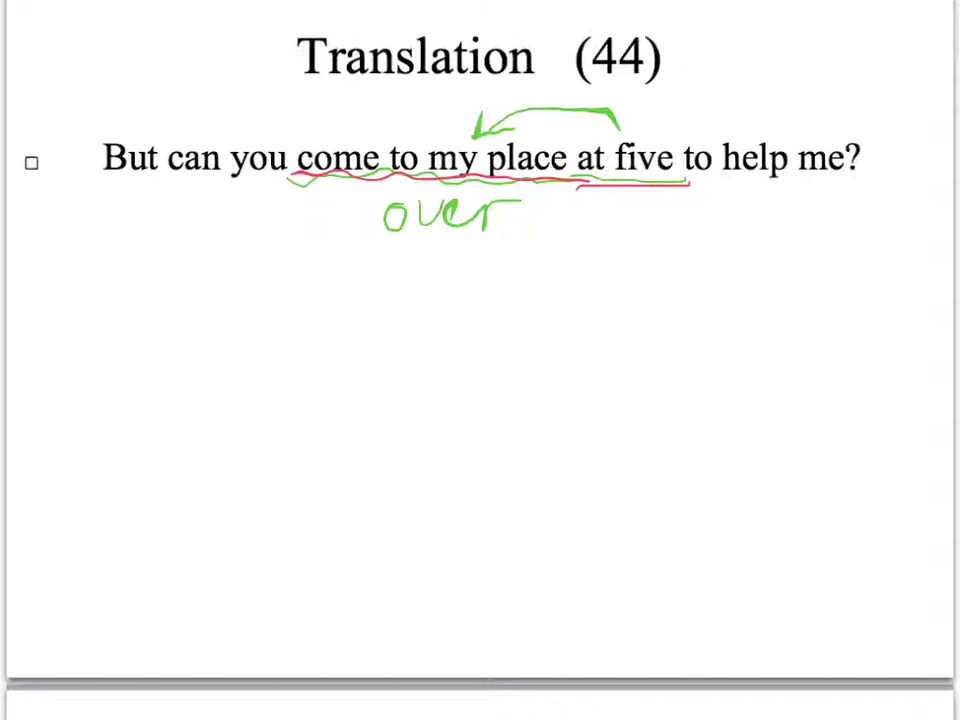 Translation (44)
But can you come to my place at five to help me?
over